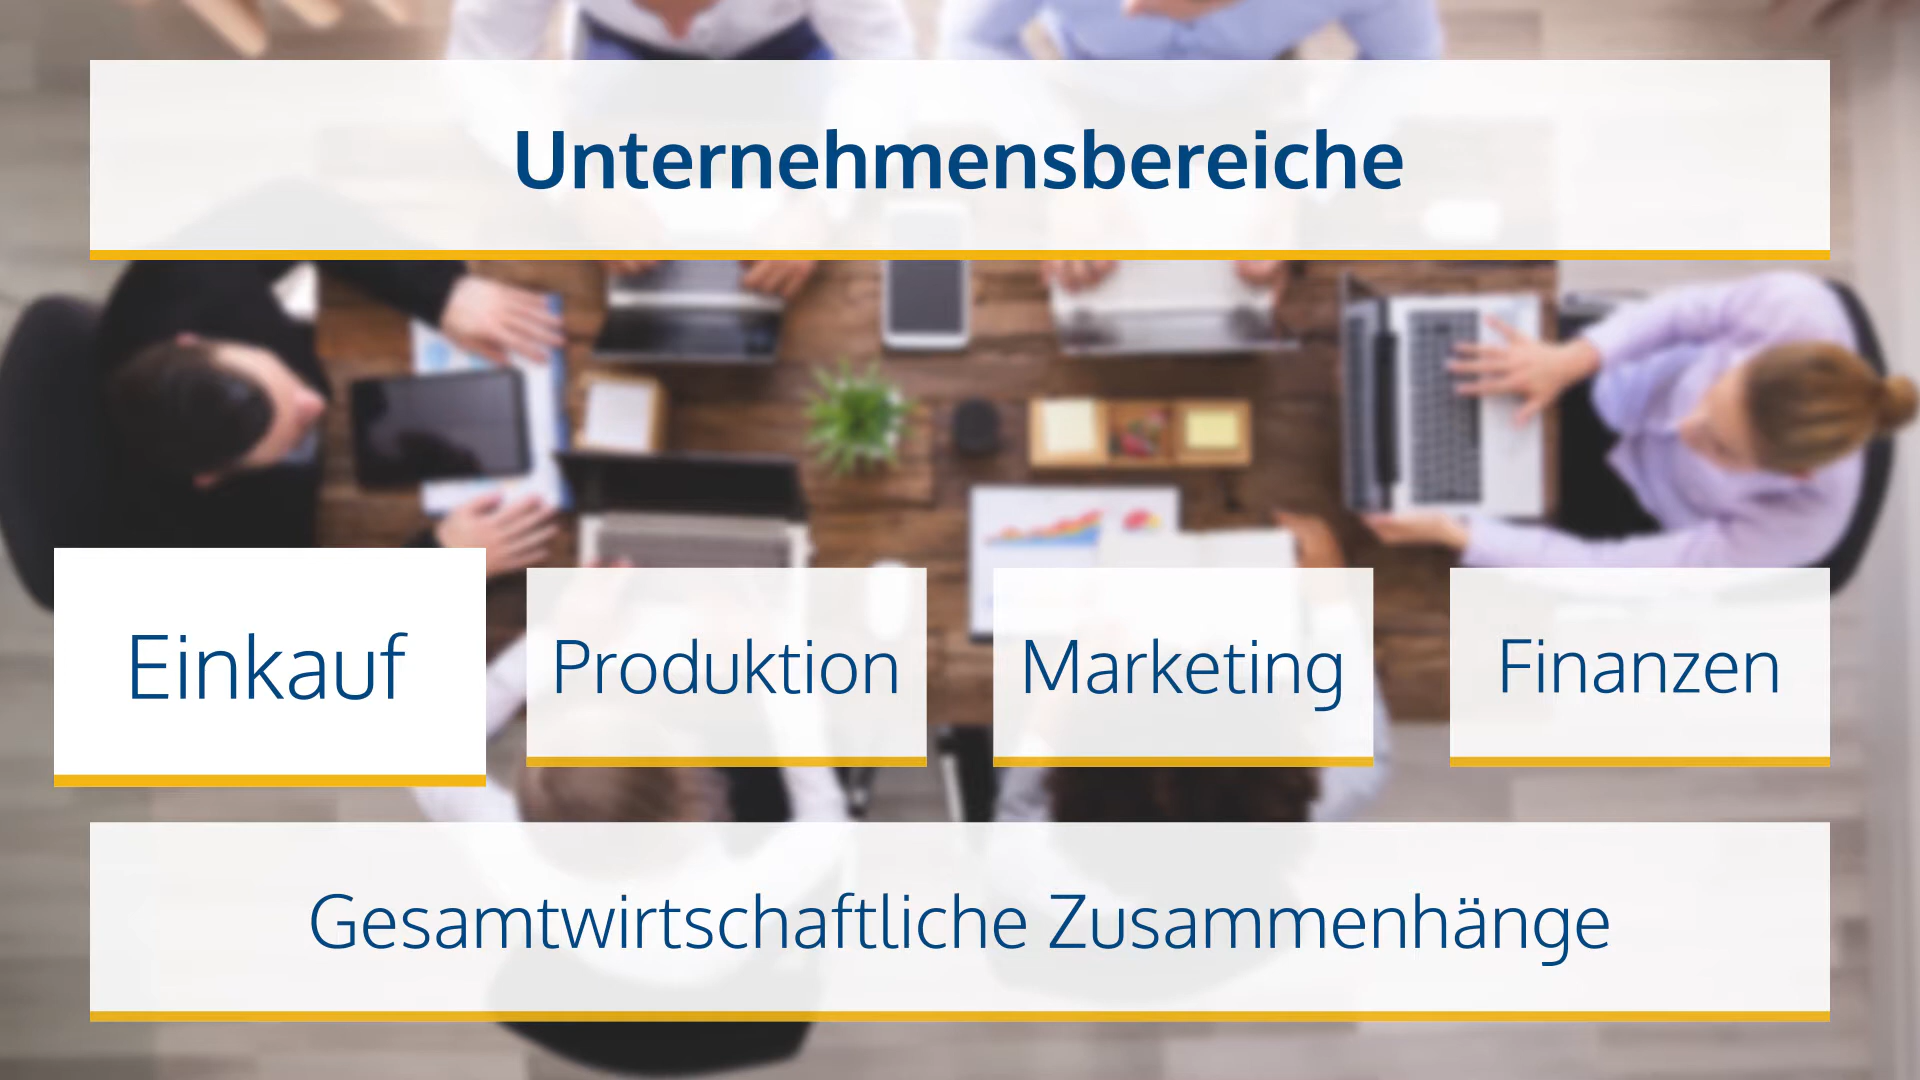 Unternehmensbereiche
Einkauf
Produktion
Marketing
Finanzen
Gesamtwirtschaftliche Zusammenhänge